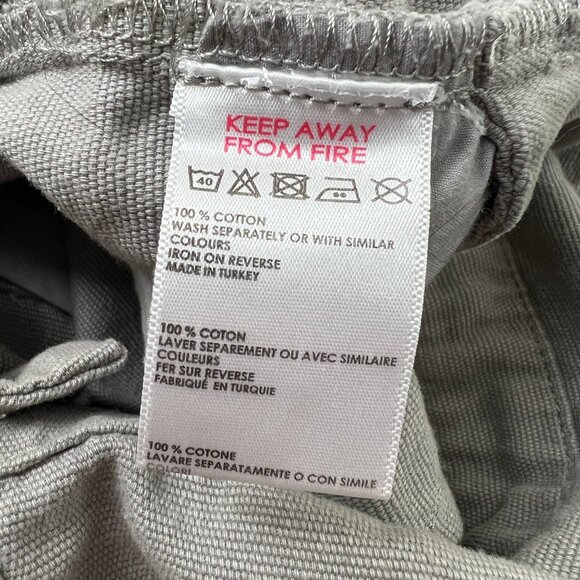 KEEP AWAY
FROM FIRE
40
100 % COTTON
WASH SEPARATELY OR WITH SIMILAR
COLOURS
IRON ON REVERSE
MADE IN TURKEY
100 % COTON
LAVER SEPAREMENT OU AVEC SIMILAIRE
COULEURS
FER SUR REVERSE
FABRIQUÉ EN TURQUIE
100 % COTONE
LAVARE SEPARATAMENTE O CON SIMILE
COLORI